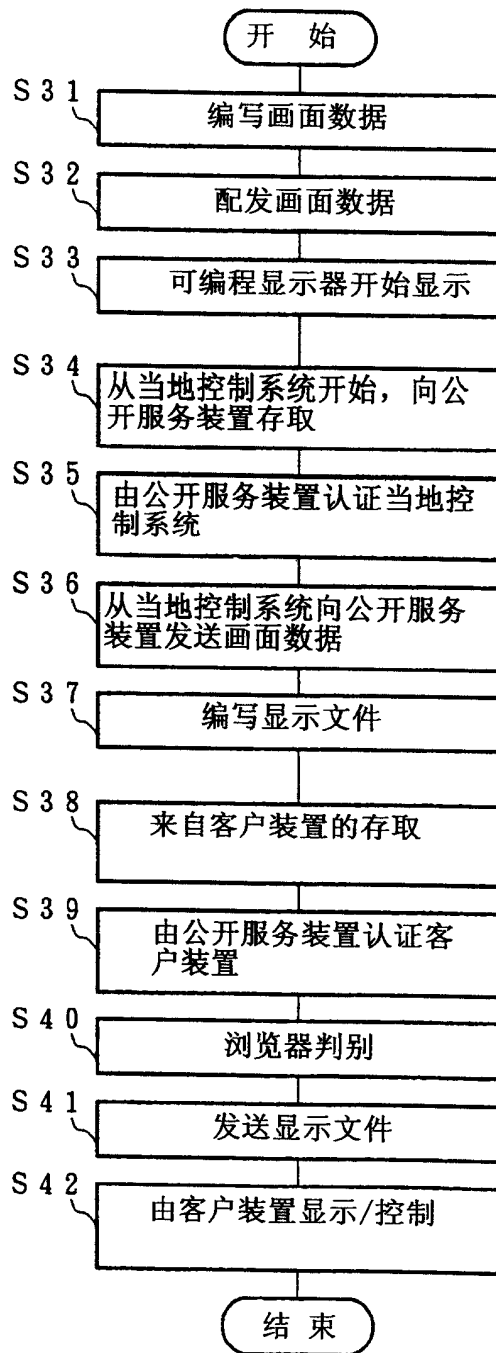 开 始
S31
编写画面数据
S32
配发画面数据
S33
可编程显示器开始显示
S34
从当地控制系统开始，向公
开服务装置存取
S35
由公开服务装置认证当地控
制系统
S36
从当地控制系统向公开服务
装置发送画面数据
S37
编写显示文件
S38
来自客户装置的存取
S39
由公开服务装置认证客
户装置
S40
浏览器判别
S41
发送显示文件
S42
由客户装置显示/控制
结 束